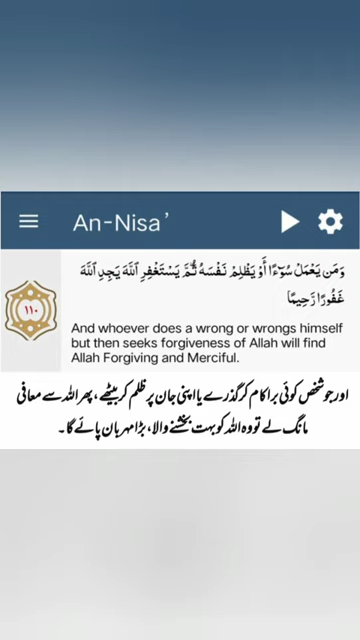 An-Nisa'
وَمَن يَعْمَلْ سُوٓءًا أَوْ يَظْلِمْ نَفْسَهُۥ ثُمَّ يَسْتَغْفِرِ ٱللَّهَ يَجِدِ ٱللَّهَ
غَفُورًا رَّحِيمًا
١١٠
And whoever does a wrong or wrongs himself
but then seeks forgiveness of Allah will find
Allah Forgiving and Merciful.
اور جو شخص کوئی برا کام کر گذرے یا اپنی جان پر ظلم کر بیٹھے، پھر اللہ سے معافی
مانگ لے تو وہ اللہ کو بہت بخشنے والا، بڑا مہربان پائے گا۔